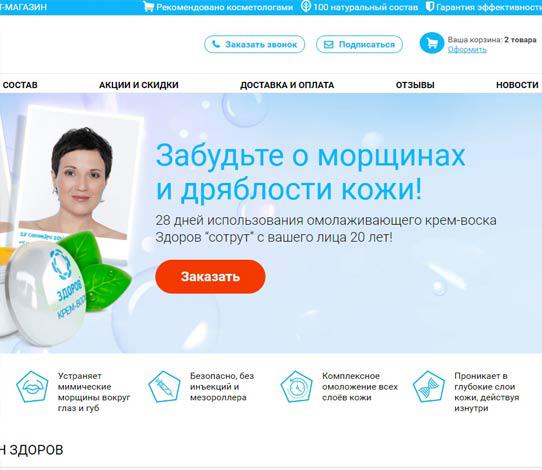 Т-МАГАЗИН
Рекомендовано косметологами
100 натуральный состав
Гарантия эффективности
Заказать звонок
Подписаться
Ваша корзина: 2 товара
Оформить
СОСТАВ
АКЦИИ И СКИДКИ
ДОСТАВКА И ОПЛАТА
ОТЗЫВЫ
НОВОСТИ
Забудьте о морщинах
и дряблости кожи!
28 дней использования омолаживающего крем-воска
Здоров "сотрут" с вашего лица 20 лет!
Заказать
ЗДОРОВ
КРЕМ-ВОСК
Устраняет
мимические
морщины вокруг
глаз и губ
Безопасно, без
инъекций и
мезороллера
Комплексное
омоложение всех
слоёв кожи
Проникает в
глубокие слои
кожи, действуя
изнутри
Н ЗДОРОВ